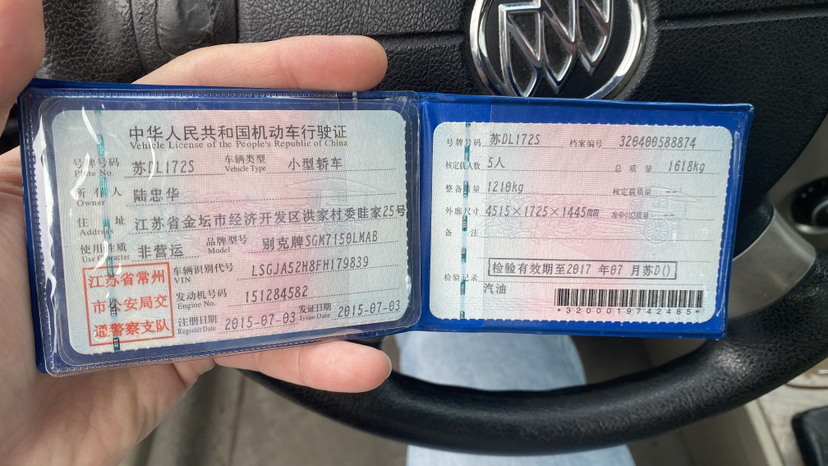 中华人民共和国机动车行驶证
Vehicle License of the People's Republic of China
号牌号码 苏DL172S 车辆类型 小型轿车
Plate No. Vehicle Type
所有人 陆忠华
Owner
住址 江苏省金坛市经济开发区洪家村委眭家25号
Address
使用性质 非营运 品牌型号 别克牌SGM7150LMAB
Use Character Model
江苏省常州
市公安局交
通警察支队
车辆识别代号 LSGJA52H8FH179839
VIN
发动机号码 151284582
Engine No.
注册日期 2015-07-03 发证日期 2015-07-03
Register Date Issue Date
号牌号码 苏DL172S 档案编号 320400588874
核定载人数 5人 总质量 1618kg
整备质量 1210kg 核定载质量 --
外廓尺寸 4515×1725×1445mm 准牵引总质量 --
备注
检验记录 检验有效期至2017年07月苏D()
汽油
*3200019742485*